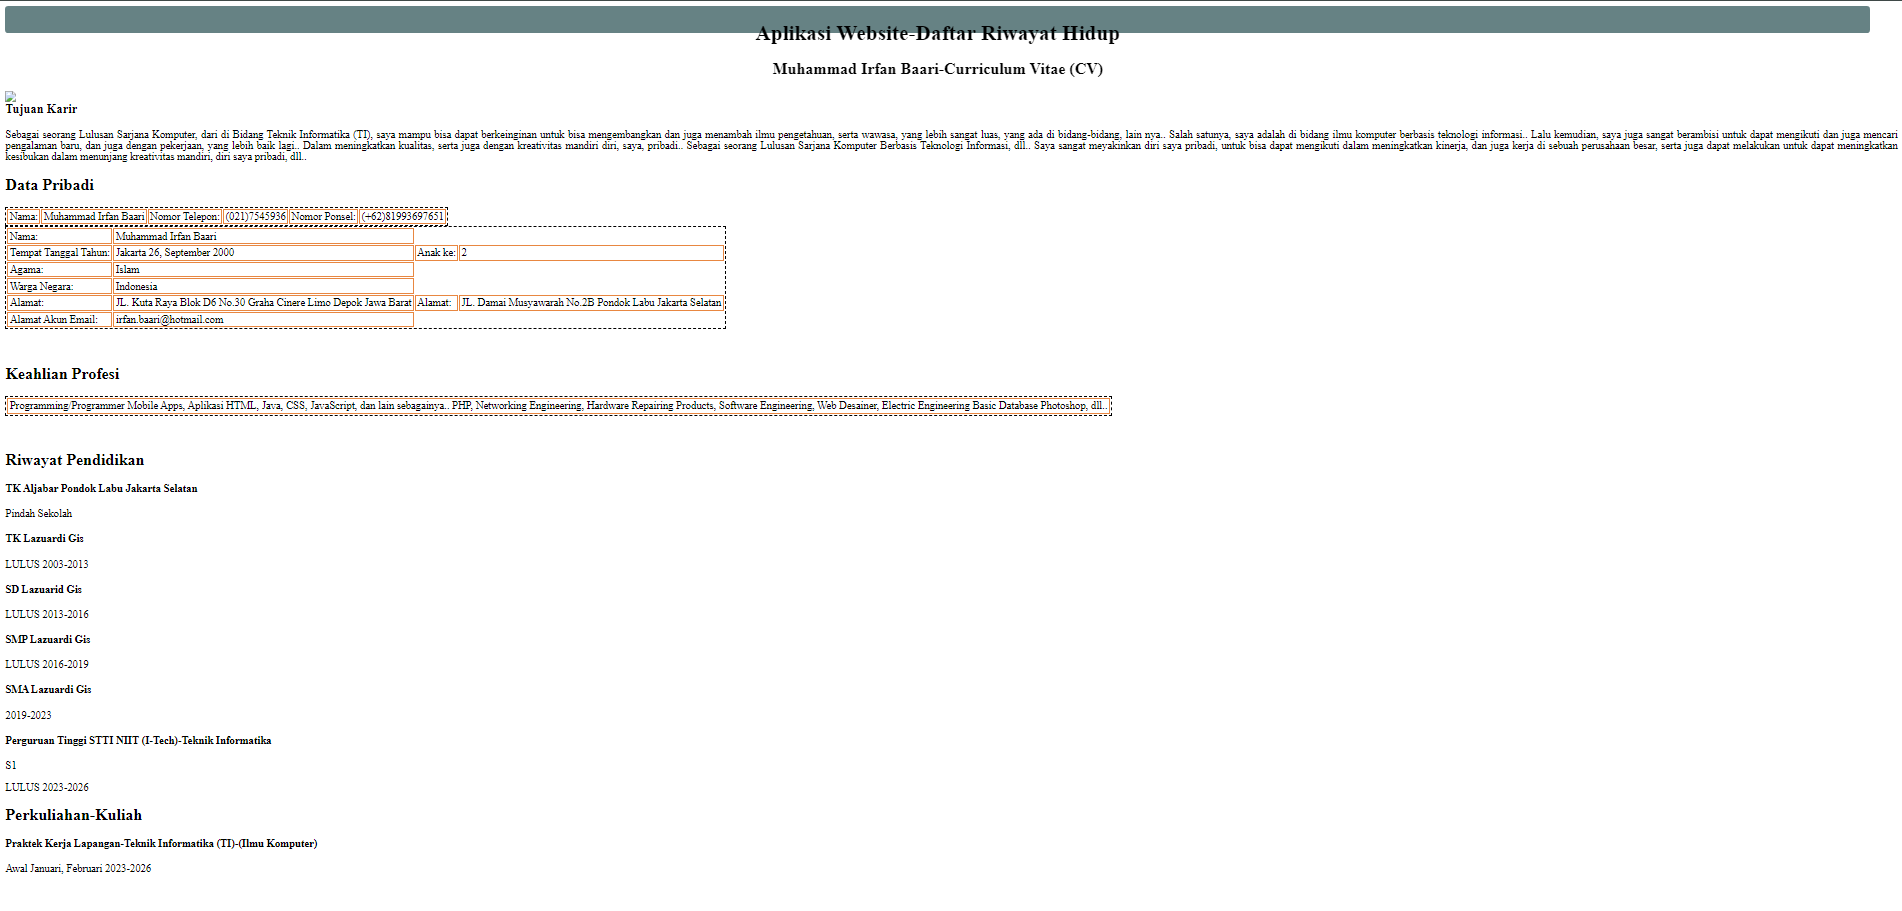 Aplikasi Website-Daftar Riwayat Hidup
Muhammad Irfan Baari-Curriculum Vitae (CV)
Tujuan Karir
Sebagai seorang Lulusan Sarjana Komputer, dari di Bidang Teknik Informatika (TI), saya mampu bisa dapat berkeinginan untuk bisa mengembangkan dan juga menambah ilmu pengetahuan, serta wawasa, yang lebih sangat luas, yang ada di bidang-bidang, lain nya.. Salah satunya, saya adalah di bidang ilmu komputer berbasis teknologi informasi.. Lalu kemudian, saya juga sangat berambisi untuk dapat mengikuti dan juga mencari
pengalaman baru, dan juga dengan pekerjaan, yang lebih baik lagi.. Dalam meningkatkan kualitas, serta juga dengan kreativitas mandiri diri, saya, pribadi.. Sebagai seorang Lulusan Sarjana Komputer Berbasis Teknologi Informasi, dll.. Saya sangat meyakinkan diri saya pribadi, untuk bisa dapat mengikuti dalam meningkatkan kinerja, dan juga kerja di sebuah perusahaan besar, serta juga dapat melakukan untuk dapat meningkatkan
kesibukan dalam menunjang kreativitas mandiri, diri saya pribadi, dll..
Data Pribadi
Nama: Muhammad Irfan Baari Nomor Telepon: (021)7545936 Nomor Ponsel: (+62)81993697651
Nama: Muhammad Irfan Baari
Tempat Tanggal Tahun: Jakarta 26, September 2000 Anak ke: 2
Agama: Islam
Warga Negara: Indonesia
Alamat: JL. Kuta Raya Blok D6 No.30 Graha Cinere Limo Depok Jawa Barat Alamat: JL. Damai Musyawarah No.2B Pondok Labu Jakarta Selatan
Alamat Akun Email: irfan.baari@hotmail.com
Keahlian Profesi
Programming/Programmer Mobile Apps, Aplikasi HTML, Java, CSS, JavaScript, dan lain sebagainya.. PHP, Networking Engineering, Hardware Repairing Products, Software Engineering, Web Desainer, Electric Engineering Basic Database Photoshop, dll..
Riwayat Pendidikan
TK Aljabar Pondok Labu Jakarta Selatan
Pindah Sekolah
TK Lazuardi Gis
LULUS 2003-2013
SD Lazuarid Gis
LULUS 2013-2016
SMP Lazuardi Gis
LULUS 2016-2019
SMA Lazuardi Gis
2019-2023
Perguruan Tinggi STTI NIIT (I-Tech)-Teknik Informatika
S1
LULUS 2023-2026
Perkuliahan-Kuliah
Praktek Kerja Lapangan-Teknik Informatika (TI)-(Ilmu Komputer)
Awal Januari, Februari 2023-2026